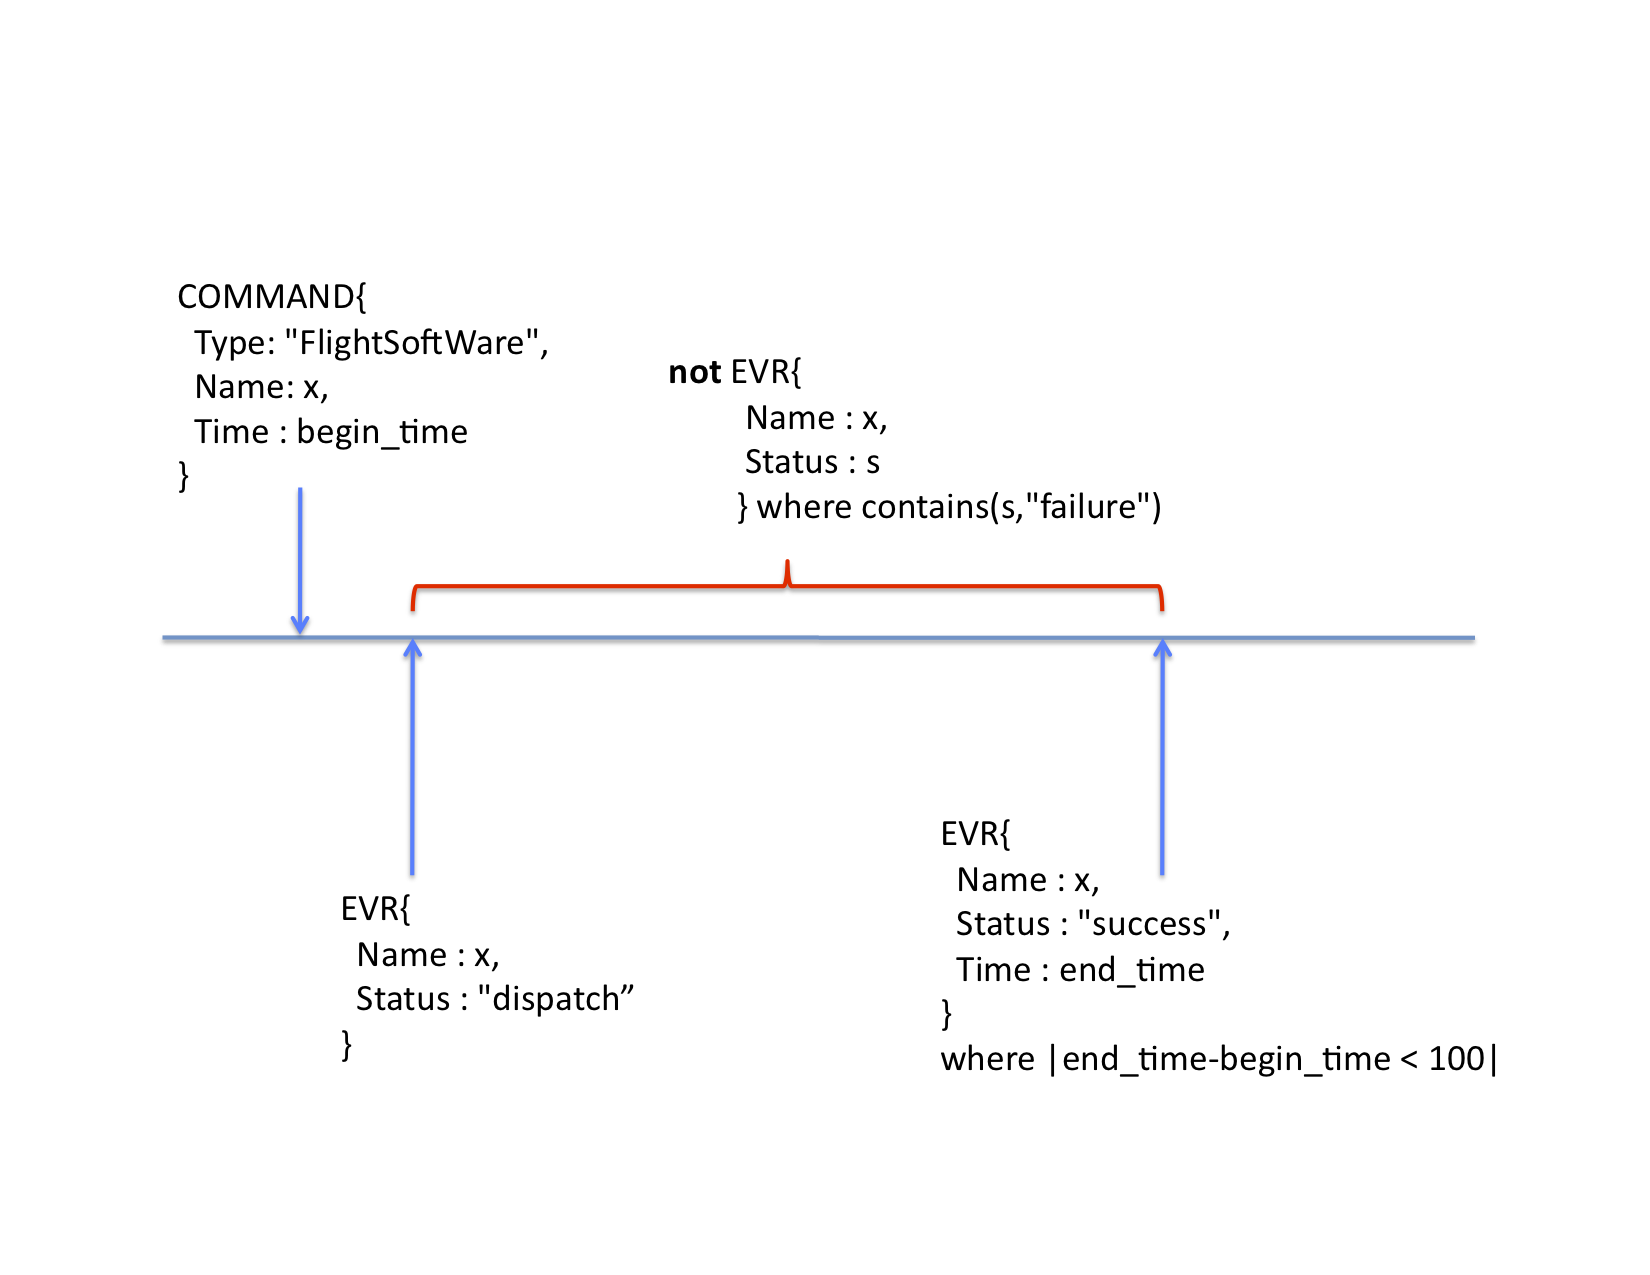 COMMAND{
Type: "FlightSoftWare",
Name: x,
Time : begin_time
}
not EVR{
Name : x,
Status : s
} where contains(s,"failure")
EVR{
Name : x,
Status : "dispatch”
}
EVR{
Name : x,
Status : "success",
Time : end_time
}
where |end_time-begin_time < 100|